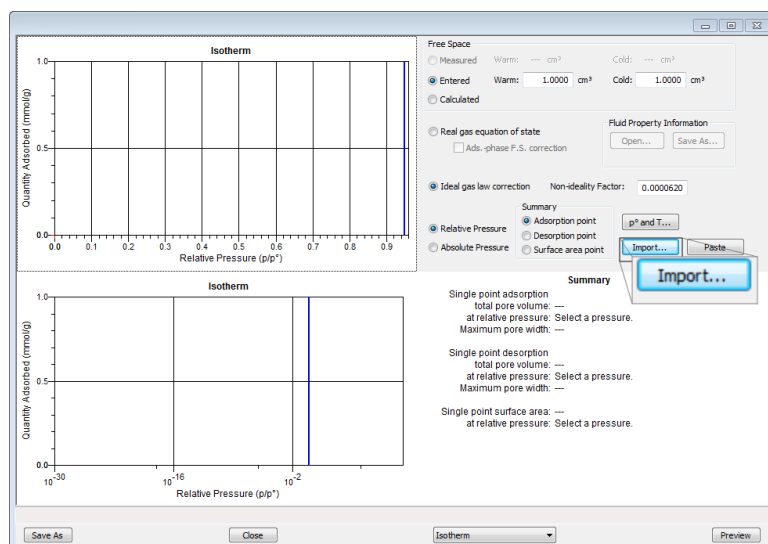 Isotherm
Quantity Adsorbed (mmol/g)
1.0
0.5
0.0
0.0 0.1 0.2 0.3 0.4 0.5 0.6 0.7 0.8 0.9
Relative Pressure (p/p°)
Isotherm
Quantity Adsorbed (mmol/g)
1.0
0.5
0.0
10⁻³⁰ 10⁻¹⁶ 10⁻²
Relative Pressure (p/p°)
Free Space
Measured Warm: --- cm³ Cold: --- cm³
Entered Warm: 1.0000 cm³ Cold: 1.0000 cm³
Calculated
Real gas equation of state
Ads.-phase F.S. correction
Fluid Property Information
Open... Save As...
Ideal gas law correction Non-ideality Factor: 0.0000620
Relative Pressure
Absolute Pressure
Summary
Adsorption point
Desorption point
Surface area point
p° and T...
Import... Paste
Import...
Summary
Single point adsorption
total pore volume: ---
at relative pressure: Select a pressure.
Maximum pore width: ---
Single point desorption
total pore volume: ---
at relative pressure: Select a pressure.
Maximum pore width: ---
Single point surface area: ---
at relative pressure: Select a pressure.
Save As Close Isotherm Preview